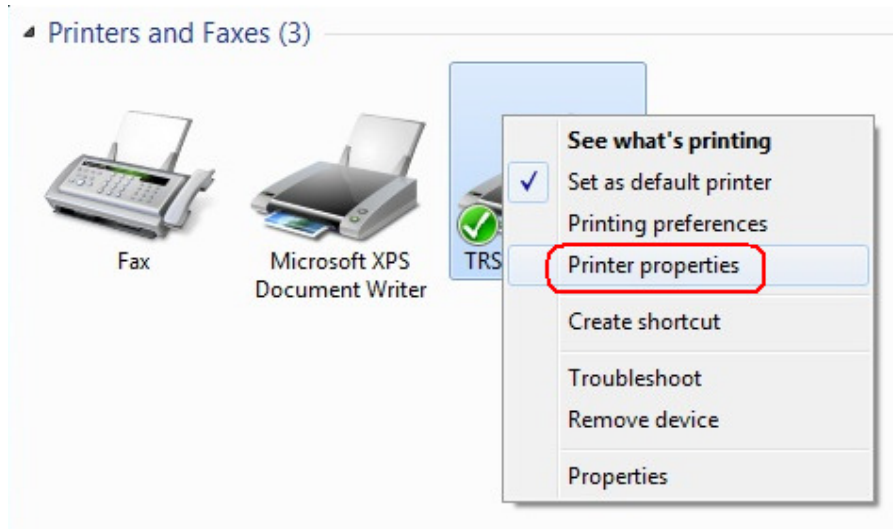 Printers and Faxes (3)
Fax
Microsoft XPS
Document Writer
TRS
See what's printing
Set as default printer
Printing preferences
Printer properties
Create shortcut
Troubleshoot
Remove device
Properties